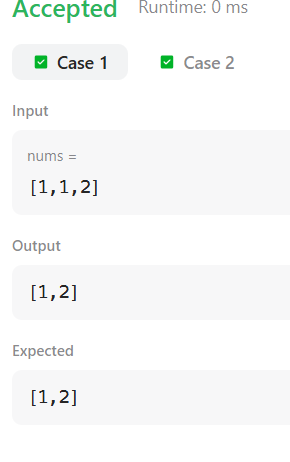 Accepted Runtime: 0 ms
Case 1 Case 2
Input
nums =
[1,1,2]
Output
[1,2]
Expected
[1,2]